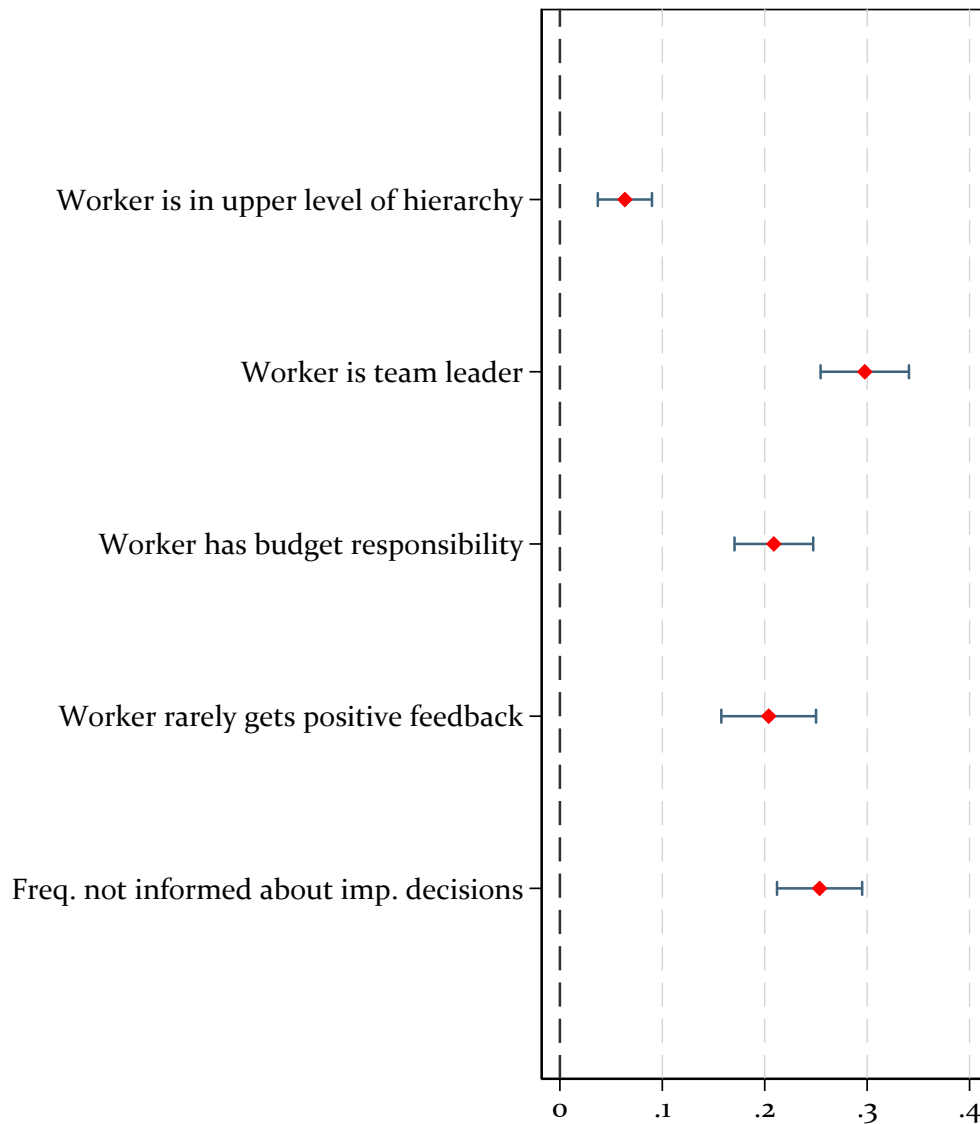 Worker is in upper level of hierarchy
Worker is team leader
Worker has budget responsibility
Worker rarely gets positive feedback
Freq. not informed about imp. decisions
0 .1 .2 .3 .4